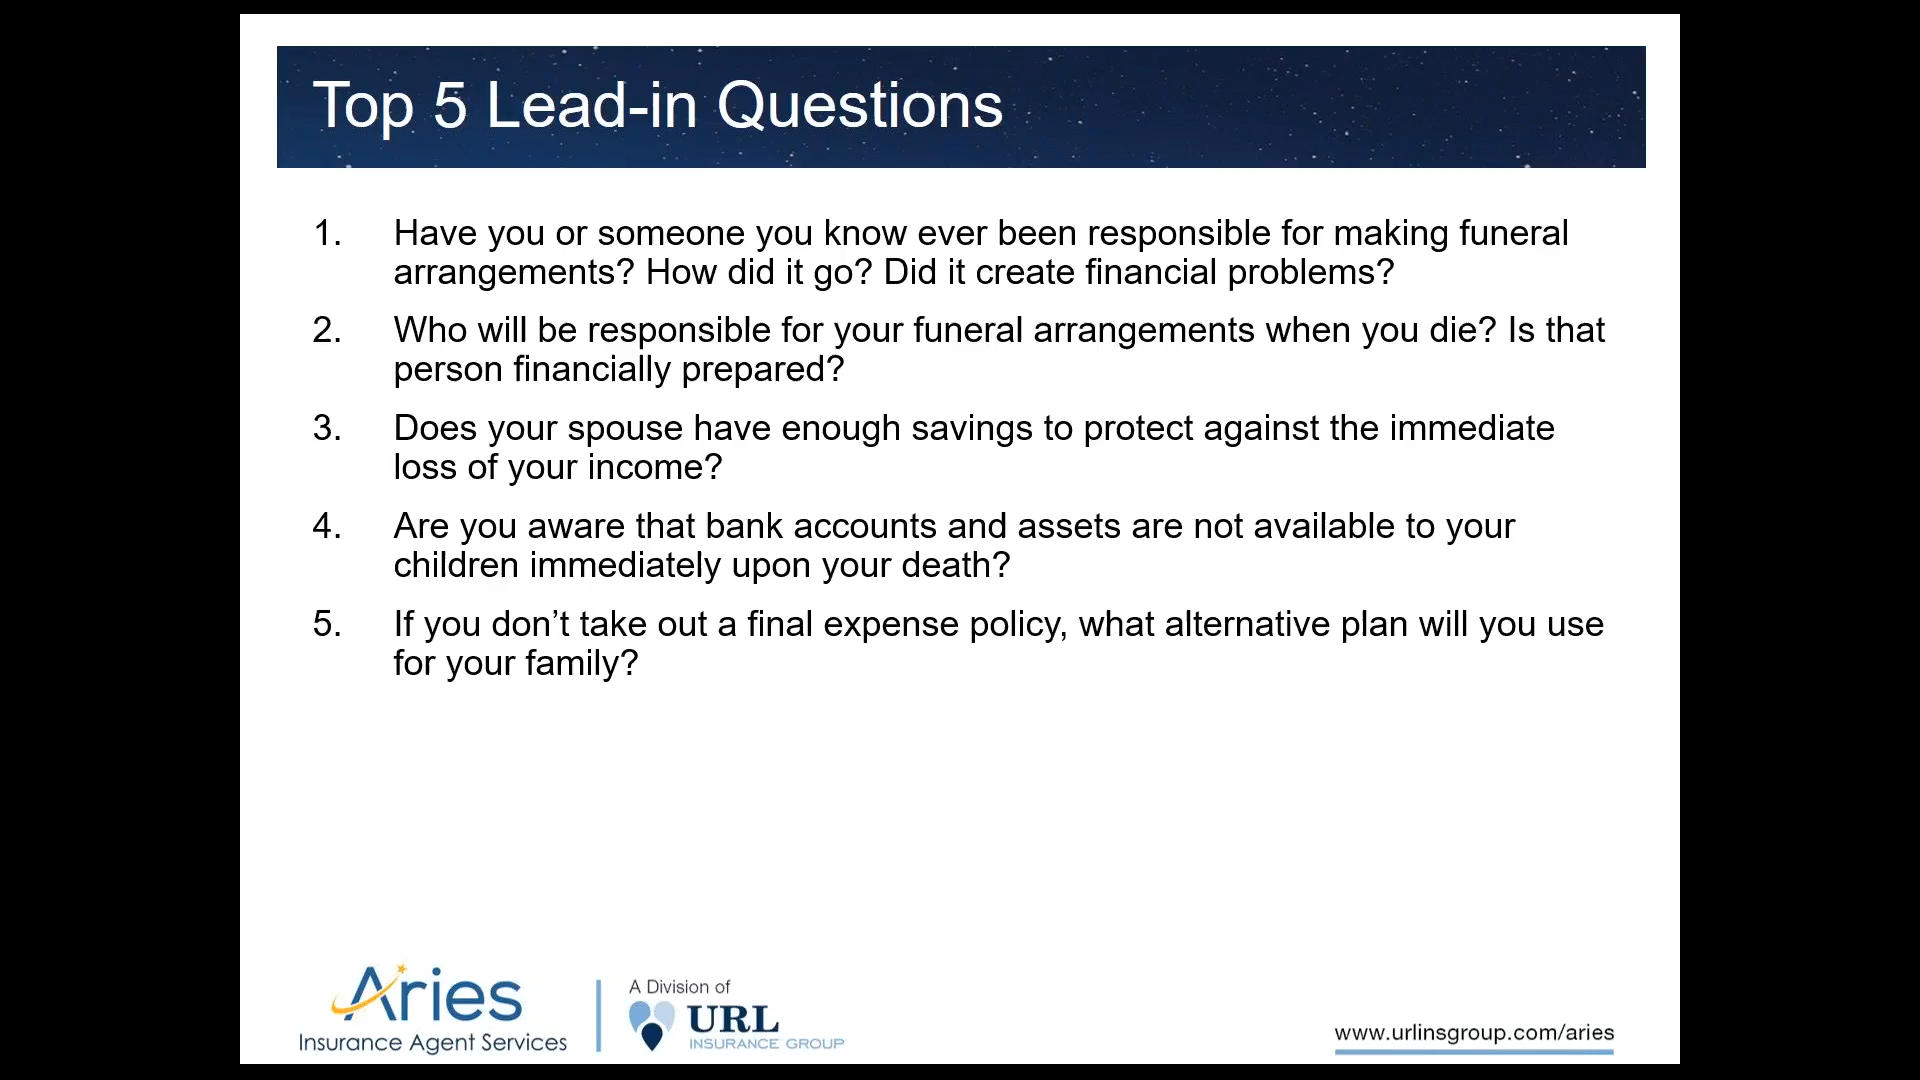 Top 5 Lead-in Questions
1. Have you or someone you know ever been responsible for making funeral
arrangements? How did it go? Did it create financial problems?
2. Who will be responsible for your funeral arrangements when you die? Is that
person financially prepared?
3. Does your spouse have enough savings to protect against the immediate
loss of your income?
4. Are you aware that bank accounts and assets are not available to your
children immediately upon your death?
5. If you don’t take out a final expense policy, what alternative plan will you use
for your family?
Aries
Insurance Agent Services
A Division of
URL
INSURANCE GROUP
www.urlinsgroup.com/aries